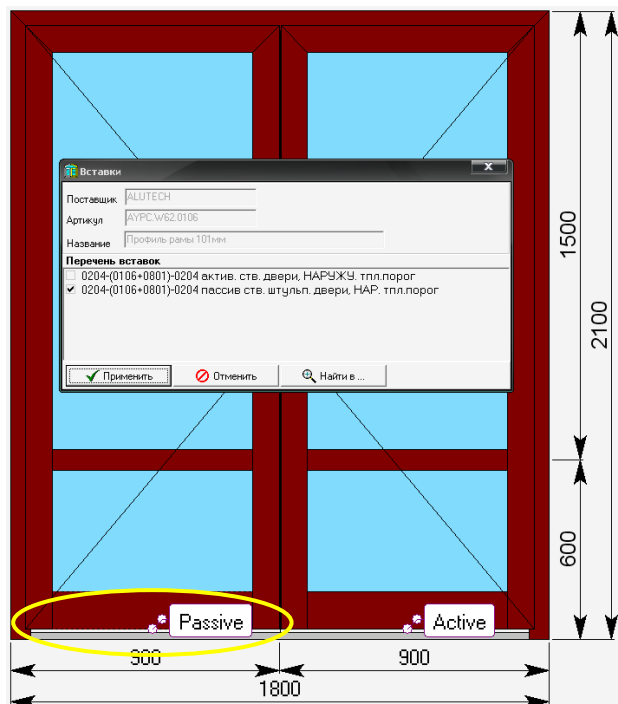 Вставки
Поставщик ALUTECH
Артикул AYPC.W62.0106
Название Профиль рамы 101мм
Перечень вставок
0204-(0106+0801)-0204 актив. ств. двери, НАРУЖУ. тпл.порог
0204-(0106+0801)-0204 пассив ств. штульп. двери, НАР. тпл.порог
Применить Отменить Найти в ...
1500
2100
600
Passive Active
900 900
1800